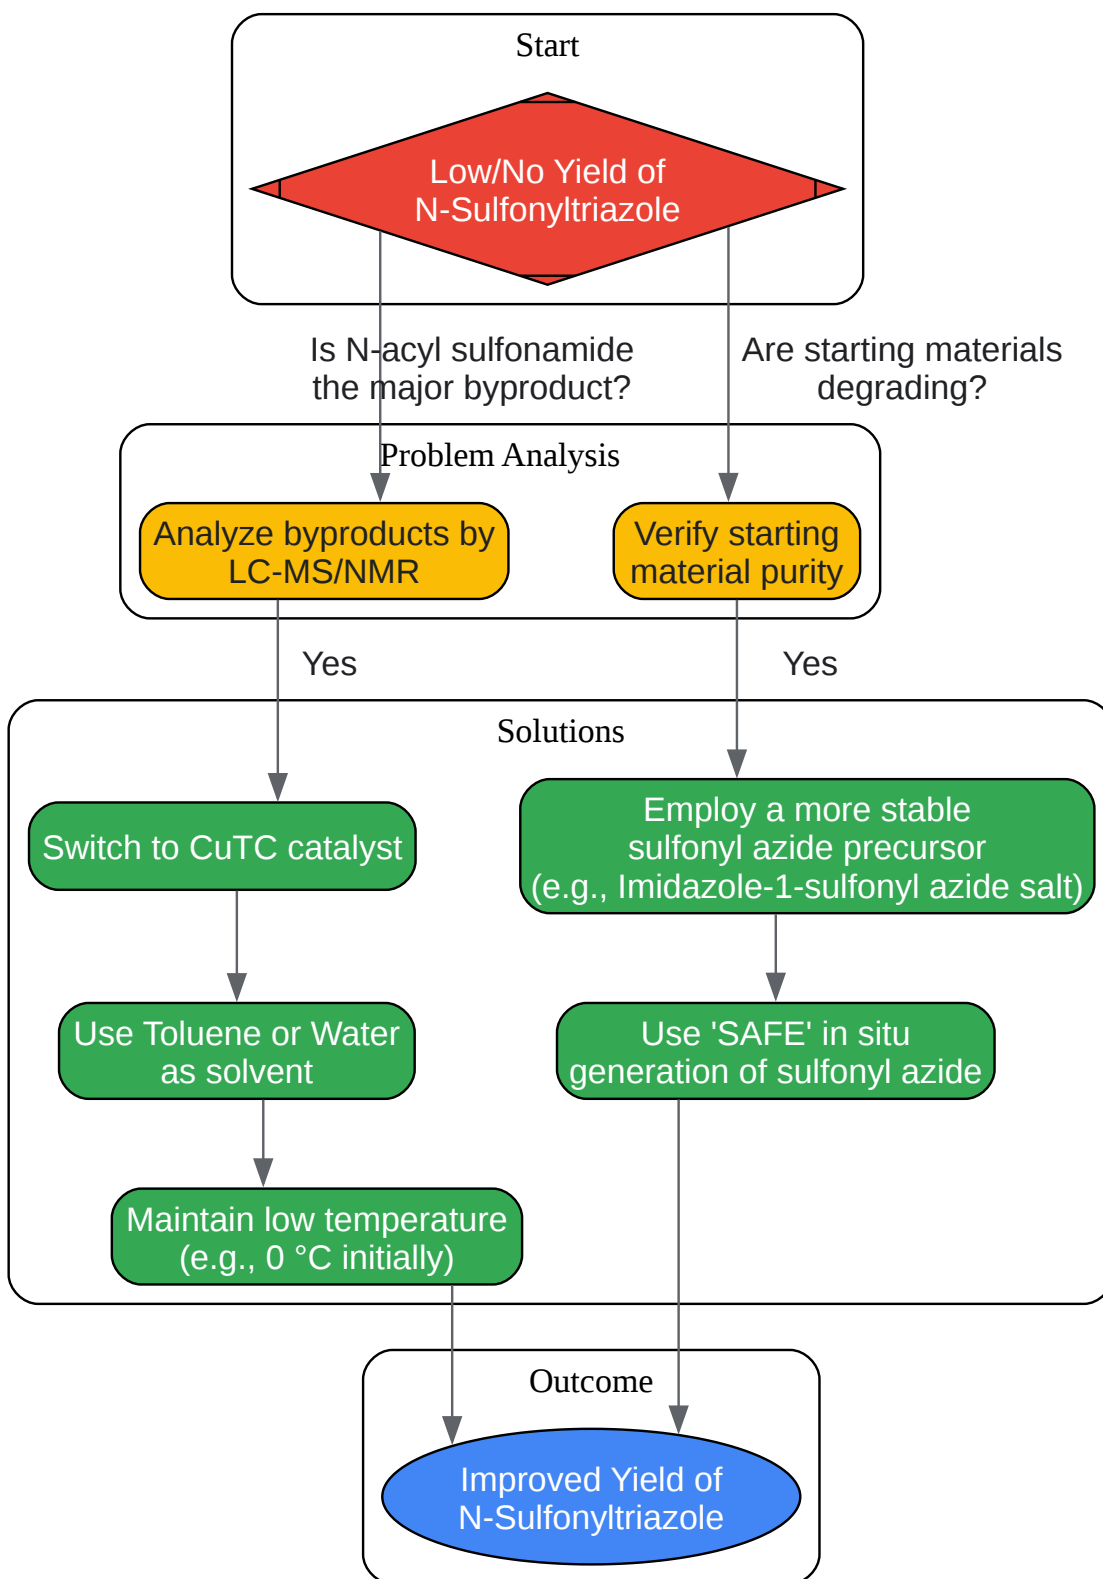 Start
Low/No Yield of
N-Sulfonyltriazole
Is N-acyl sulfonamide
the major byproduct?
Are starting materials
degrading?
Problem Analysis
Analyze byproducts by
LC-MS/NMR
Verify starting
material purity
Yes
Yes
Solutions
Switch to CuTC catalyst
Employ a more stable
sulfonyl azide precursor
(e.g., Imidazole-1-sulfonyl azide salt)
Use Toluene or Water
as solvent
Use 'SAFE' in situ
generation of sulfonyl azide
Maintain low temperature
(e.g., 0 °C initially)
Outcome
Improved Yield of
N-Sulfonyltriazole